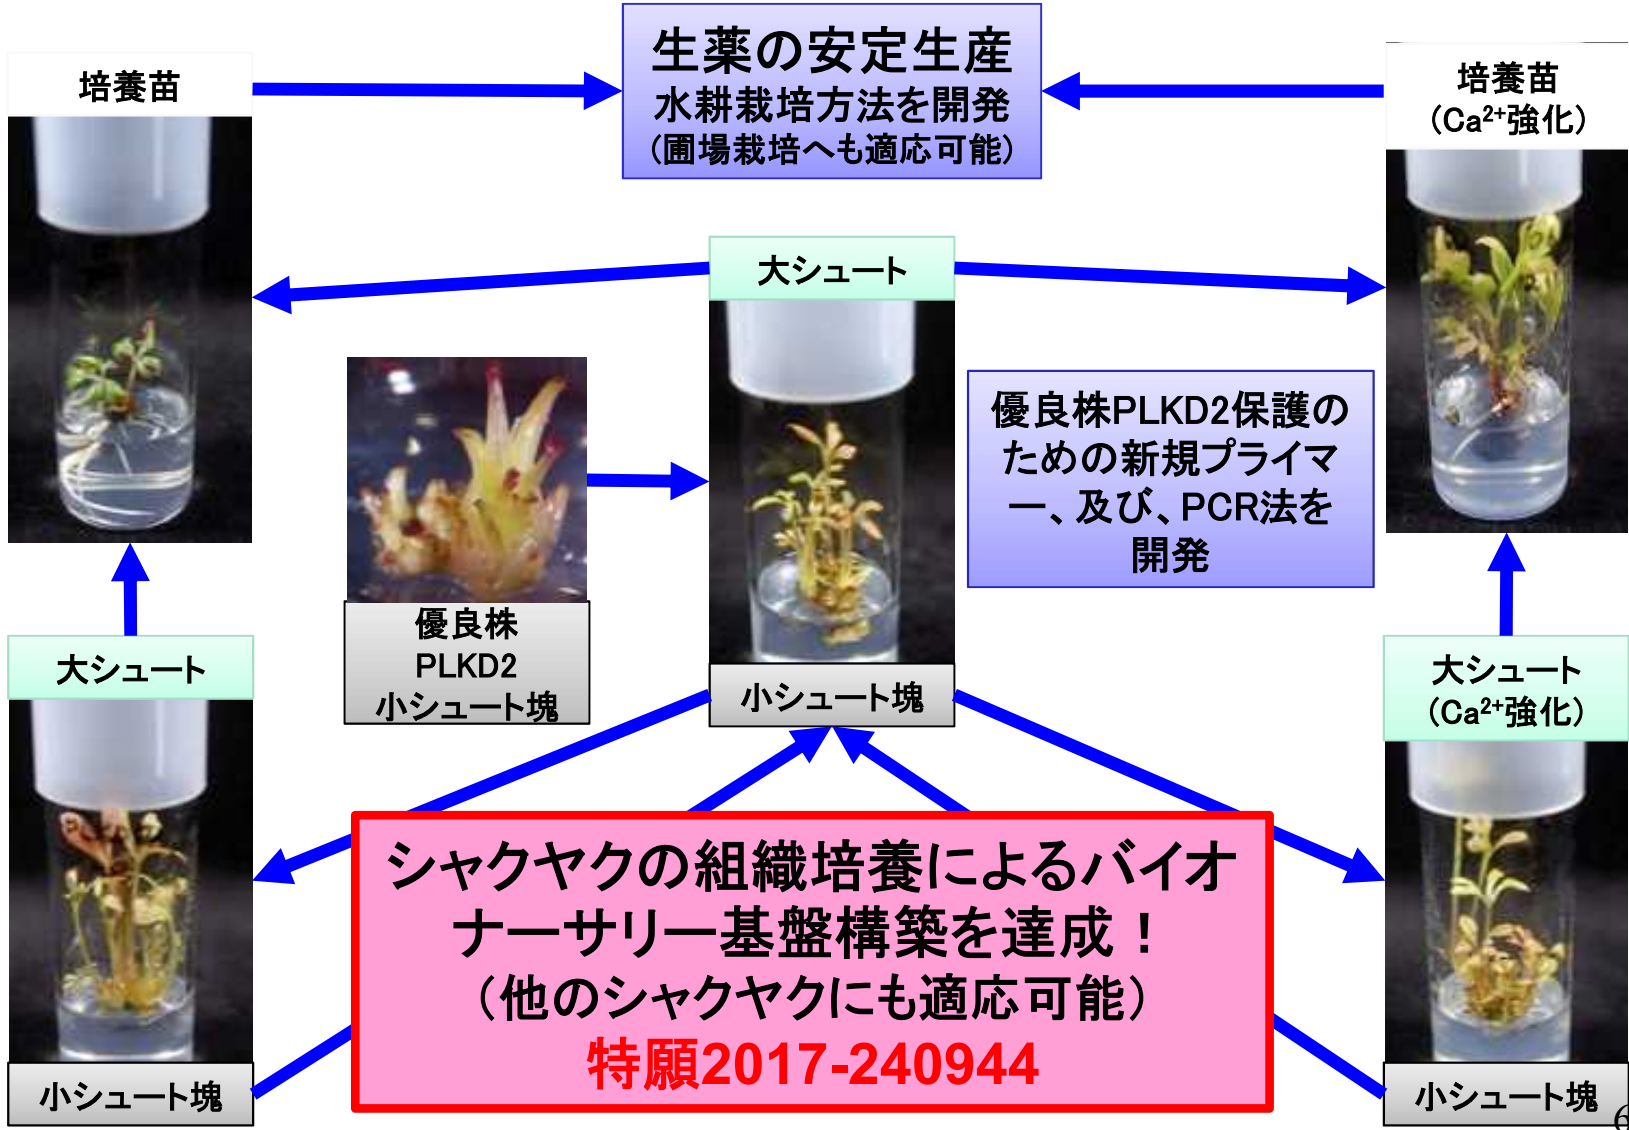 生薬の安定生産
水耕栽培方法を開発
(圃場栽培へも適応可能)
培養苗
培養苗
(Ca²⁺強化)
大シュート
優良株PLKD2保護の
ための新規プライマ
ー、及び、PCR法を
開発
優良株
PLKD2
小シュート塊
小シュート塊
大シュート
大シュート
(Ca²⁺強化)
シャクヤクの組織培養によるバイオ
ナーサリー基盤構築を達成！
（他のシャクヤクにも適応可能）
特願2017-240944
小シュート塊
小シュート塊
6